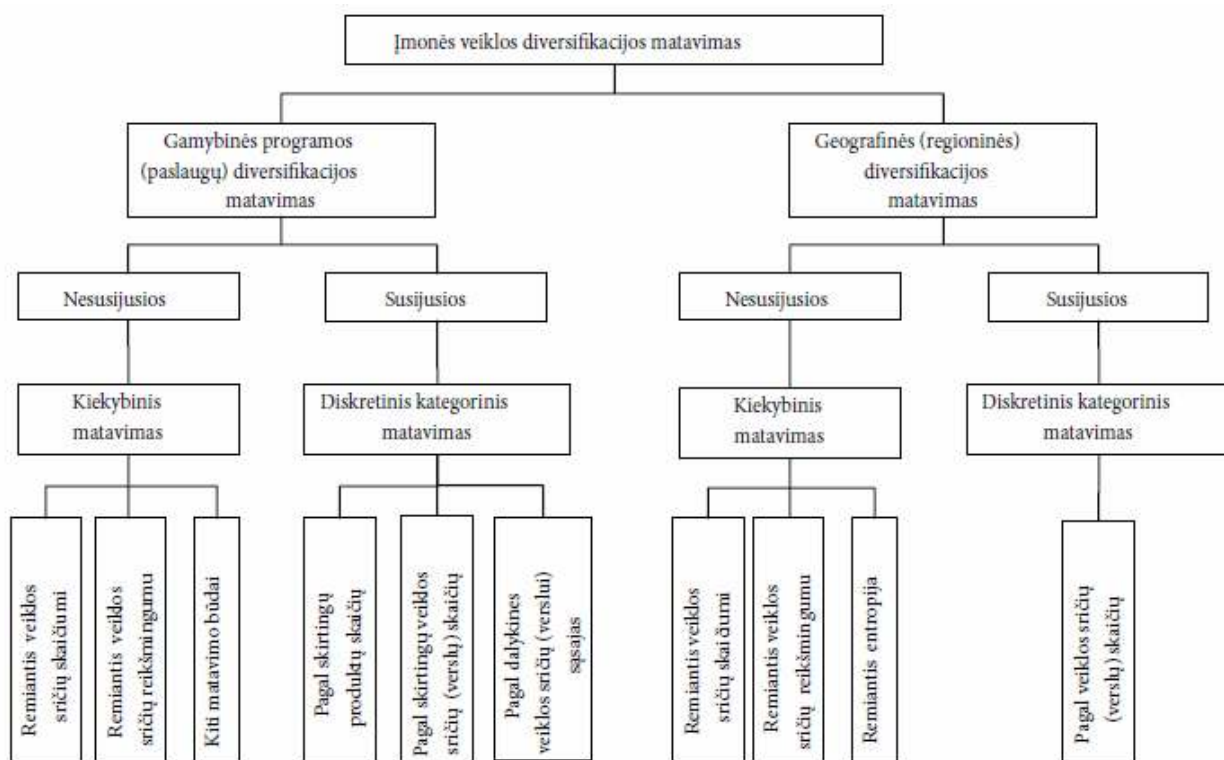 Įmonės veiklos diversifikacijos matavimas
Gamybinės programos
(paslaugų) diversifikacijos
matavimas
Geografinės (regioninės)
diversifikacijos
matavimas
Nesusijusios
Susijusios
Nesusijusios
Susijusios
Kiekybinis
matavimas
Diskretinis kategorinis
matavimas
Kiekybinis
matavimas
Diskretinis kategorinis
matavimas
Remiantis veiklos
sričių skaičiumi
Remiantis veiklos
sričių reikšmingumu
Kiti matavimo būdai
Pagal skirtingų
produktų skaičių
Pagal skirtingų veiklos
sričių (verslų) skaičių
Pagal dalykines
veiklos sričių (verslui)
sąsajas
Remiantis veiklos
sričių skaičiumi
Remiantis veiklos
sričių reikšmingumu
Remiantis entropija
Pagal veiklos sričių
(verslų) skaičių